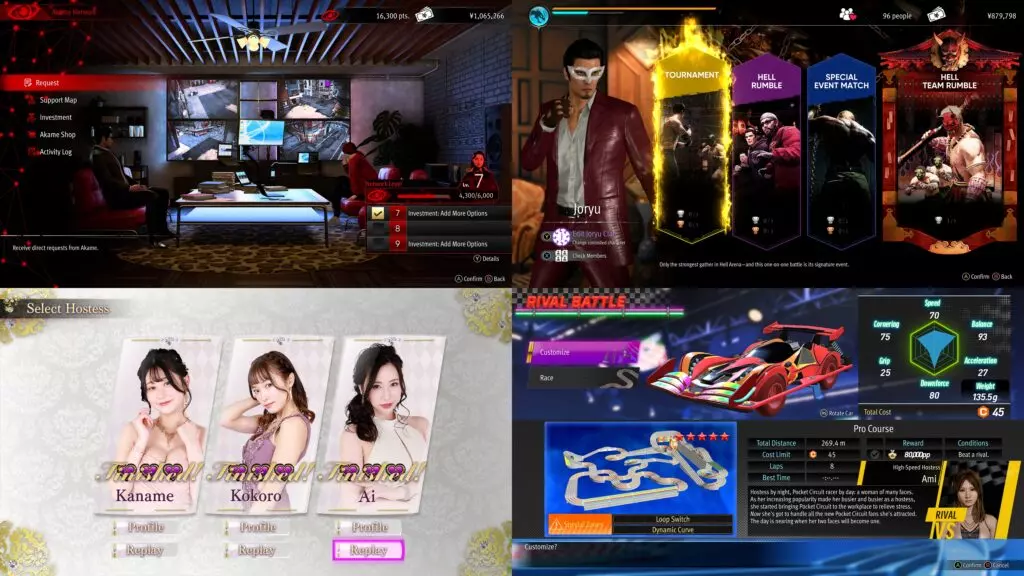 Akame Network
16,300 pts.
¥1,065,266
Request
Support Map
Investment
Akame Shop
Activity Log
Network Level
Lv. 7
4,300/6,000
7 Investment: Add More Options
8
9 Investment: Add More Options
Receive direct requests from Akame.
Y Details
A Confirm B Back
96 people
¥879,798
TOURNAMENT
HELL
RUMBLE
SPECIAL
EVENT MATCH
HELL
TEAM RUMBLE
Joryu
Edit Joryu Clan
Change controlled character
Check Members
Only the strongest gather in Hell Arena—and this one-on-one battle is its signature event.
A Confirm B Back
Select Hostess
Kaname
Kokoro
Ai
Profile
Profile
Profile
Replay
Replay
Replay
RIVAL BATTLE
Customize
Race
Speed
70
Cornering
75
Balance
93
Grip
25
Acceleration
27
Downforce
80
Weight
135.5g
Rotate Car
Total Cost
C 45
Pro Course
Total Distance 269.4 m
Cost Limit C 45
Laps 8
Best Time -:--.---
Reward
80,000pp
Conditions
Beat a rival.
High-Speed Hostess
Ami
Hostess by night, Pocket Circuit racer by day: a woman of many faces.
As her increasing popularity made her busier and busier as a hostess,
she started bringing Pocket Circuit to the workplace to relieve stress.
Now she's got to handle all the new Pocket Circuit fans she's attracted.
The day is nearing when her two faces will become one.
RIVAL
VS
Loop Switch
Dynamic Curve
Customize?
A Confirm B Cancel